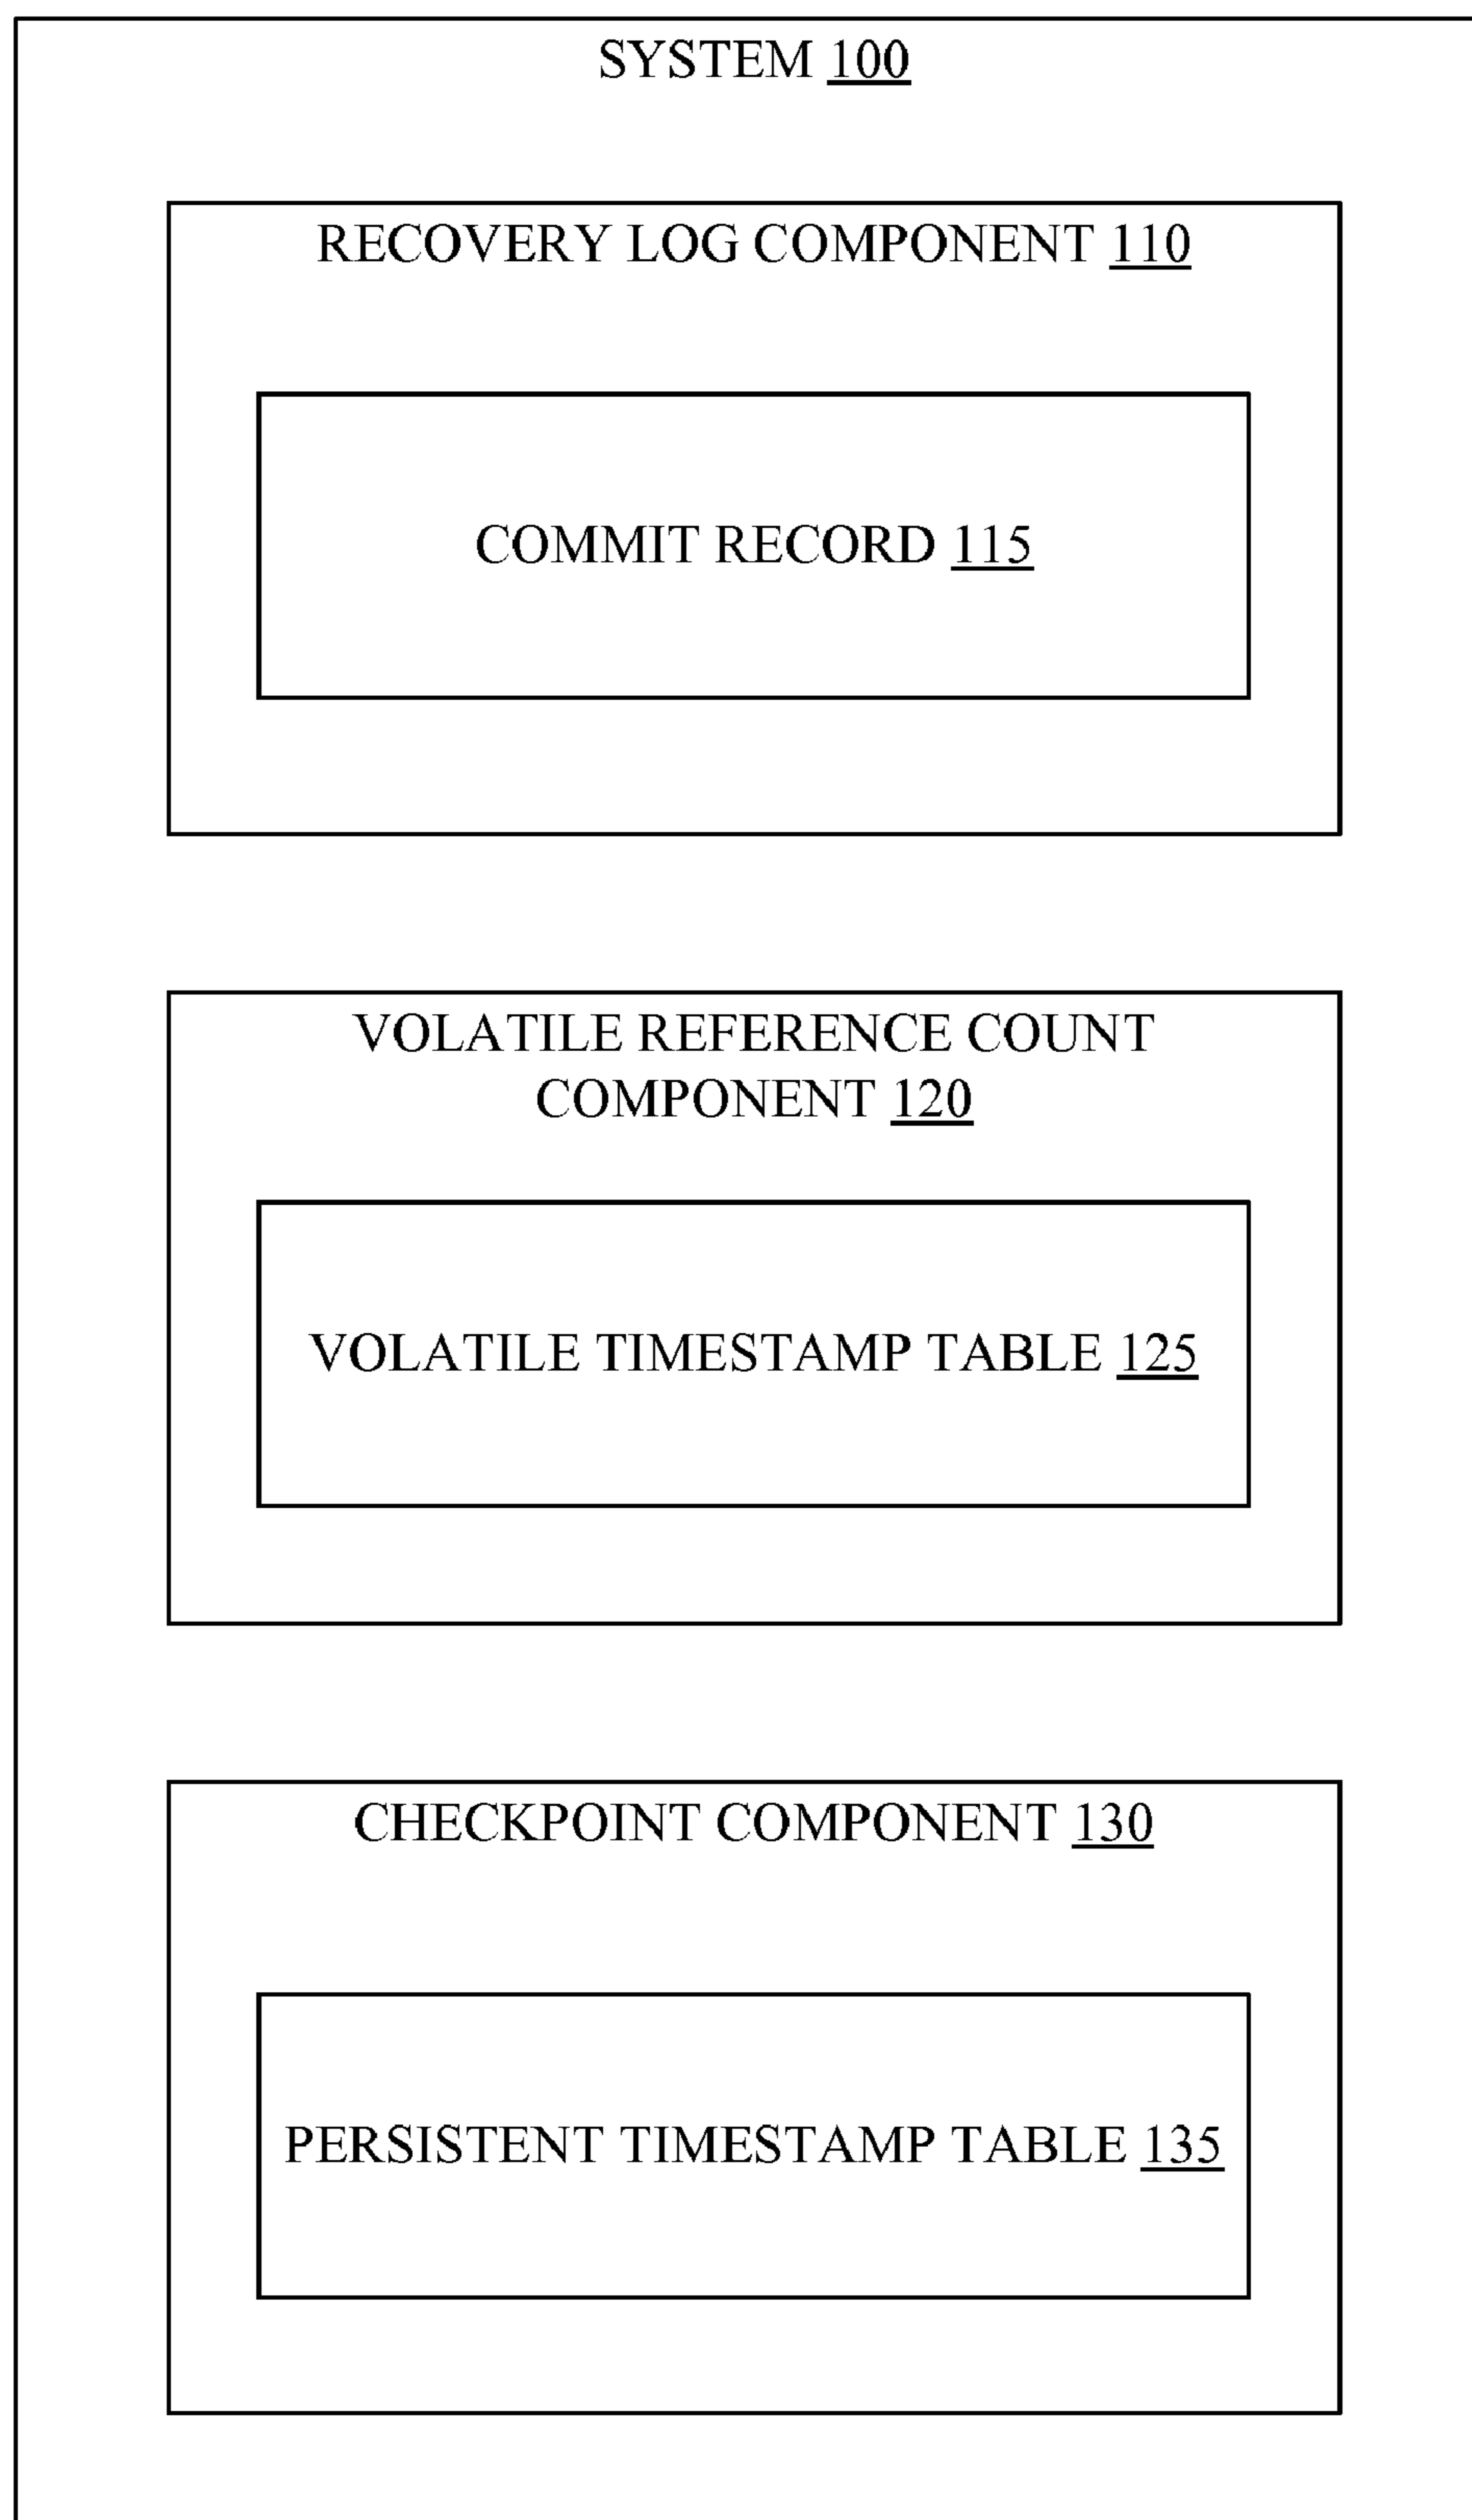 SYSTEM 100
RECOVERY LOG COMPONENT 110
COMMIT RECORD 115
VOLATILE REFERENCE COUNT
COMPONENT 120
VOLATILE TIMESTAMP TABLE 125
CHECKPOINT COMPONENT 130
PERSISTENT TIMESTAMP TABLE 135